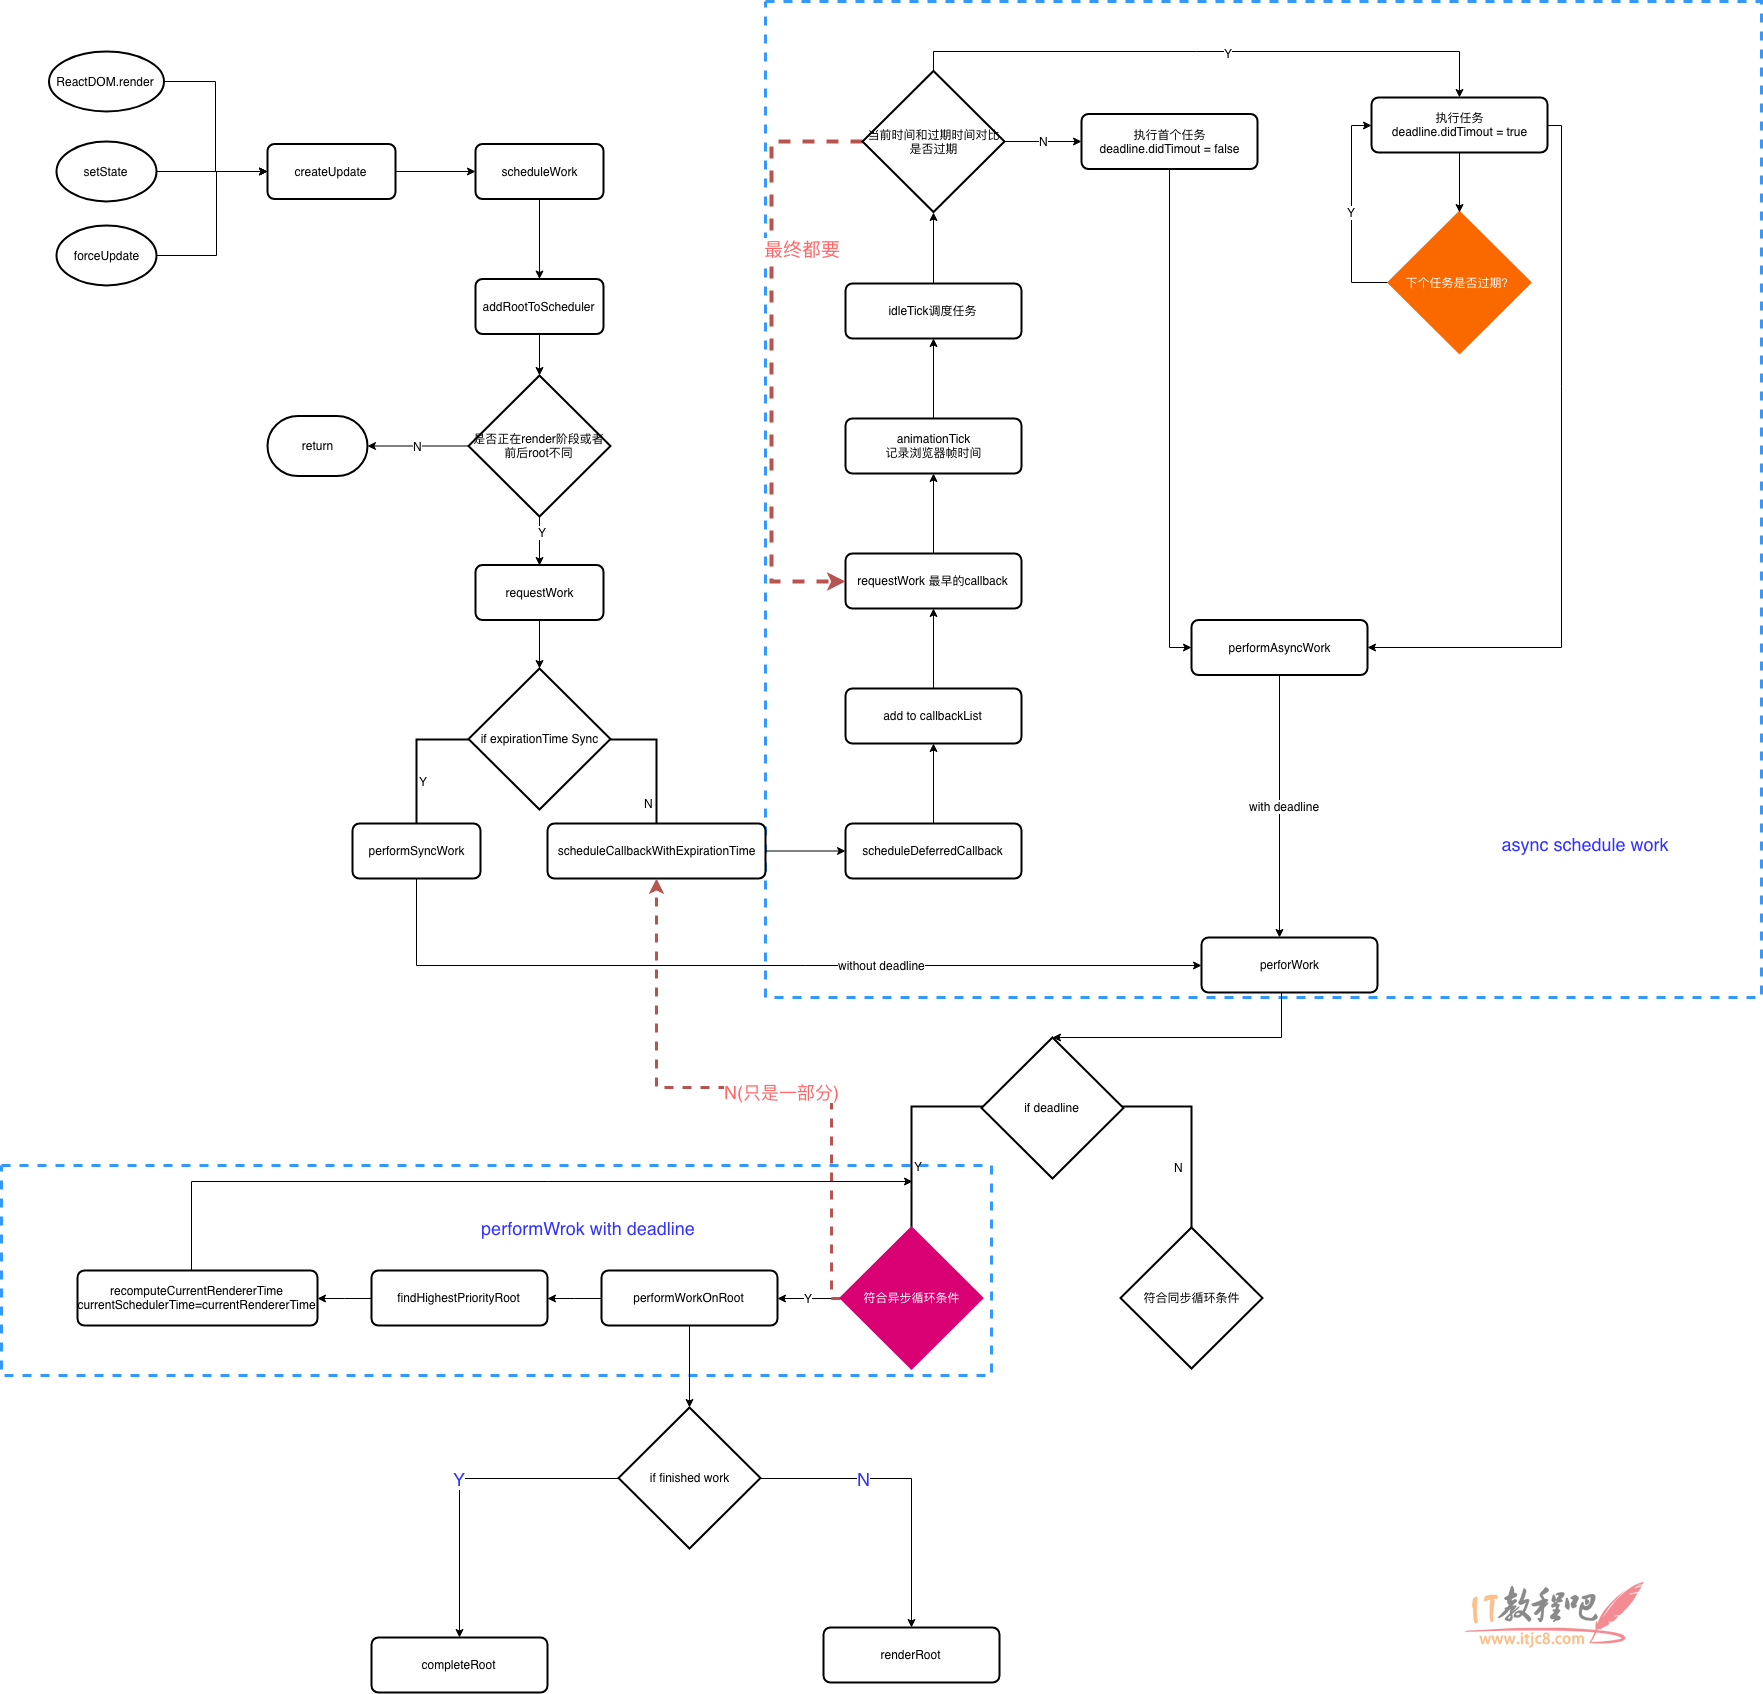 ReactDOM.render
setState
forceUpdate
createUpdate
scheduleWork
addRootToScheduler
是否正在render阶段或者
前后root不同
N
return
Y
requestWork
if expirationTime Sync
Y
N
performSyncWork
scheduleCallbackWithExpirationTime
scheduleDeferredCallback
add to callbackList
requestWork 最早的callback
animationTick
记录浏览器帧时间
idleTick调度任务
最终都要
当前时间和过期时间对比
是否过期
Y
N
执行首个任务
deadline.didTimout = false
执行任务
deadline.didTimout = true
Y
下个任务是否过期?
performAsyncWork
with deadline
async schedule work
without deadline
perforWork
if deadline
N(只是一部分)
Y
N
performWrok with deadline
recomputeCurrentRendererTime
currentSchedulerTime=currentRendererTime
findHighestPriorityRoot
performWorkOnRoot
Y
符合异步循环条件
符合同步循环条件
if finished work
Y
N
completeRoot
renderRoot
IT教程吧
www.itjc8.com